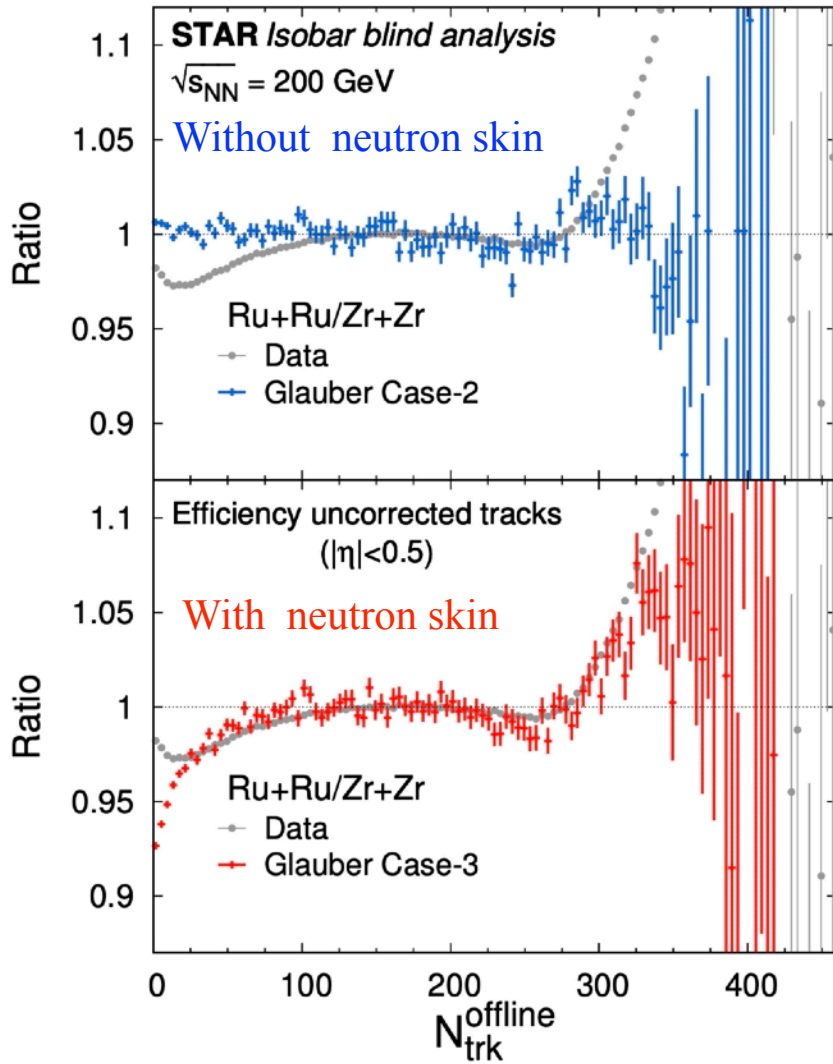 STAR Isobar blind analysis
√sNN = 200 GeV
Without neutron skin
1.1
1.05
1
0.95
0.9
Ratio
Ru+Ru/Zr+Zr
Data
Glauber Case-2
Efficiency uncorrected tracks
(|η|<0.5)
With neutron skin
1.1
1.05
1
0.95
0.9
Ratio
Ru+Ru/Zr+Zr
Data
Glauber Case-3
0 100 200 300 400
N trk offline